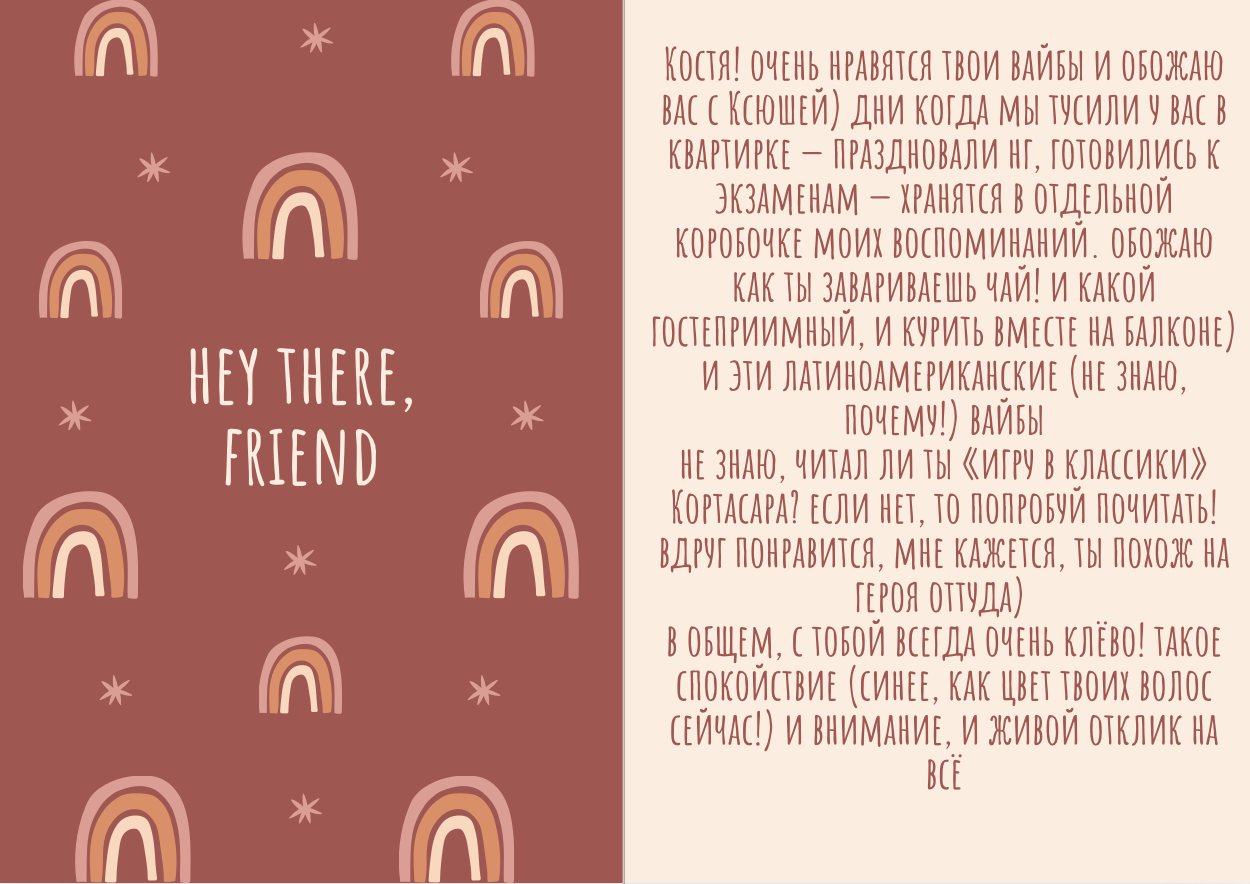 HEY THERE,
FRIEND
Костя! очень нравятся твои вайбы и обожаю
вас с Ксюшей) дни когда мы тусили у вас в
квартирке — праздновали нг, готовились к
экзаменам — хранятся в отдельной
коробочке моих воспоминаний. обожаю
как ты завариваешь чай! и какой
гостеприимный, и курить вместе на балконе)
и эти латиноамериканские (не знаю,
почему!) вайбы
не знаю, читал ли ты «игру в классики»
Кортасара? если нет, то попробуй почитать!
вдруг понравится, мне кажется, ты похож на
героя оттуда)
в общем, с тобой всегда очень клёво! такое
спокойствие (синее, как цвет твоих волос
сейчас!) и внимание, и живой отклик на
всё